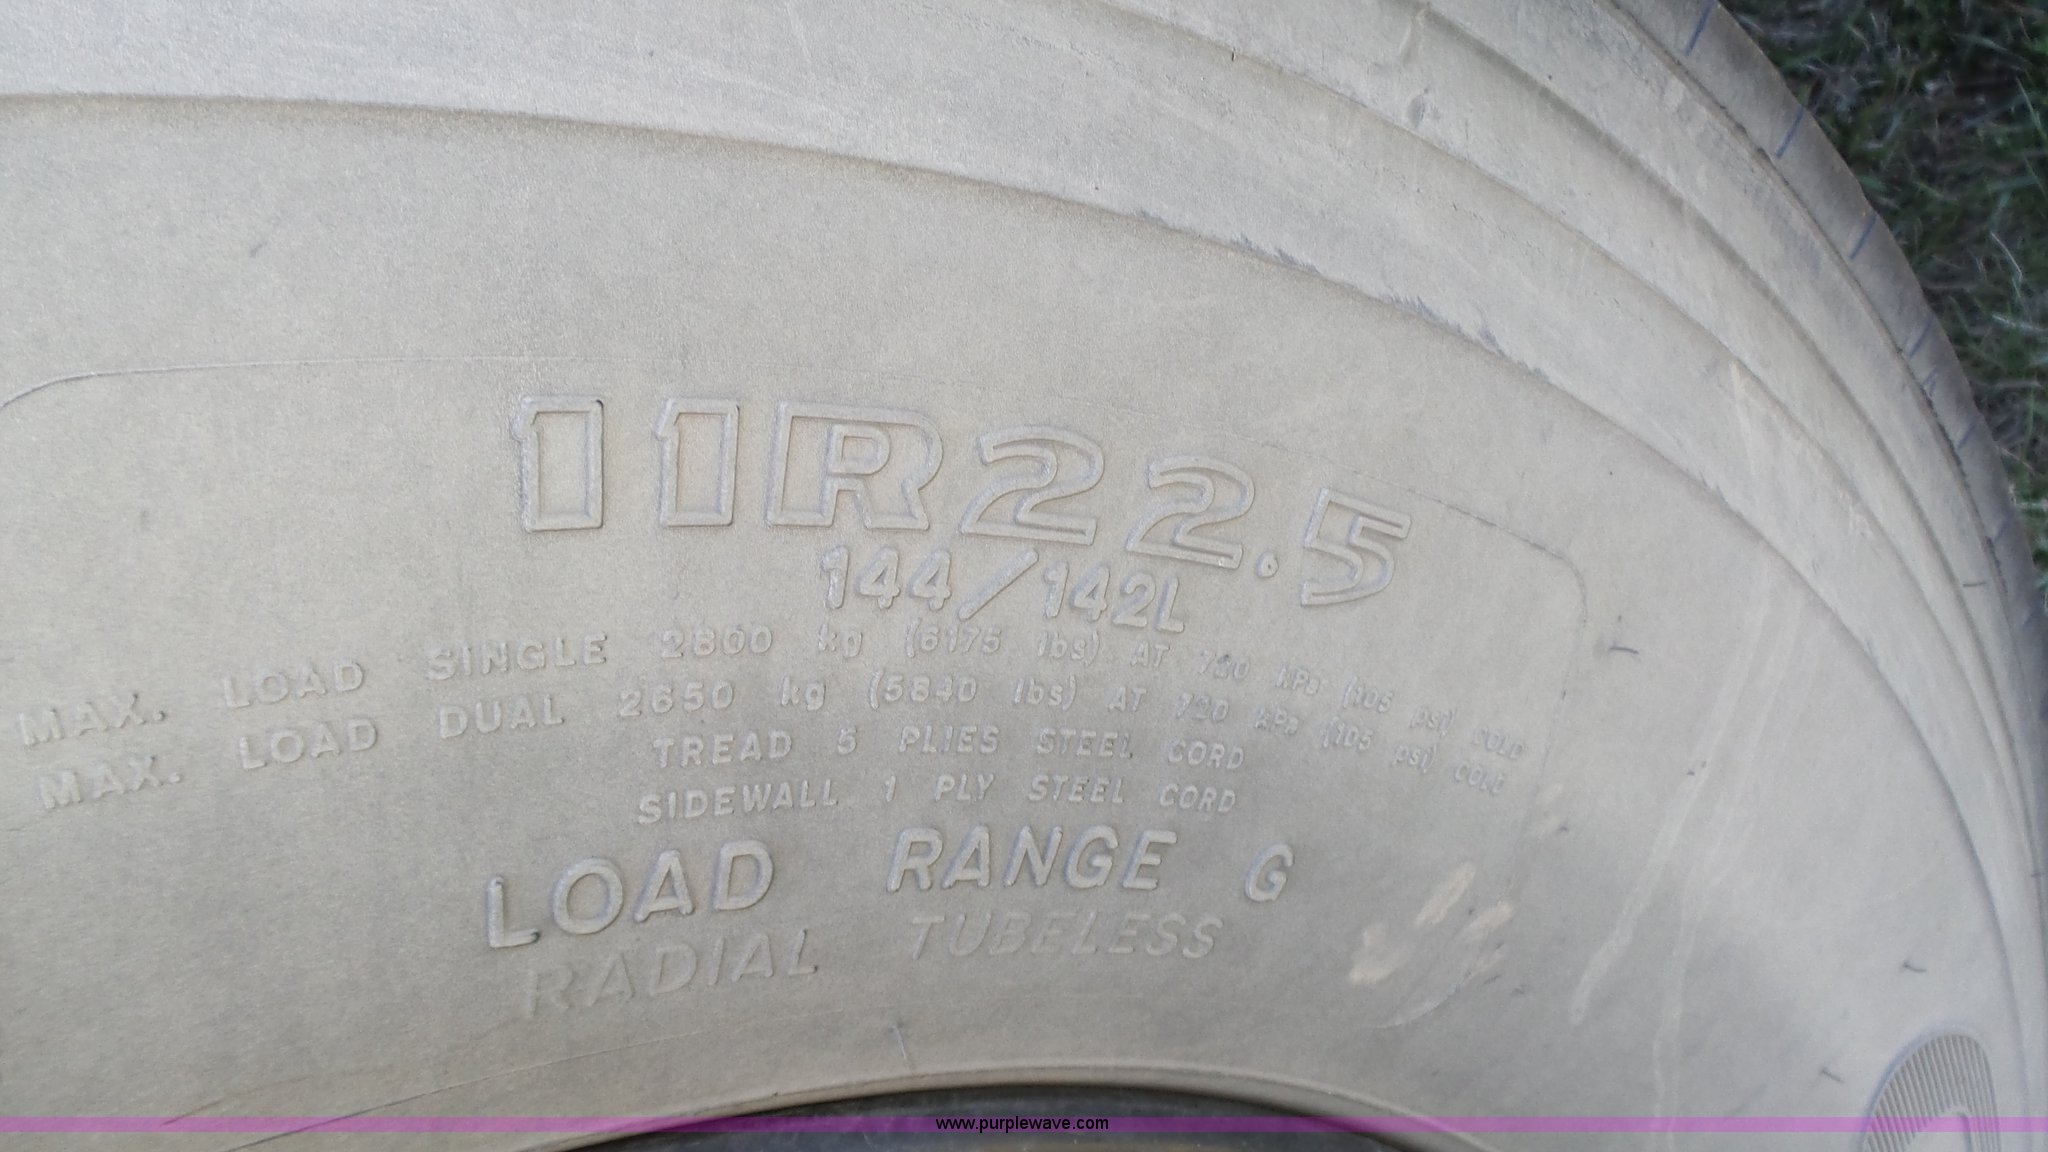 11R22.5
144/142L
MAX. LOAD SINGLE 2800 kg (6175 lbs) AT 720 kPa (105 psi) COLD
MAX. LOAD DUAL 2650 kg (5840 lbs) AT 720 kPa (105 psi) COLD
TREAD 5 PLIES STEEL CORD
SIDEWALL 1 PLY STEEL CORD
LOAD RANGE G
RADIAL TUBELESS
www.purplewave.com